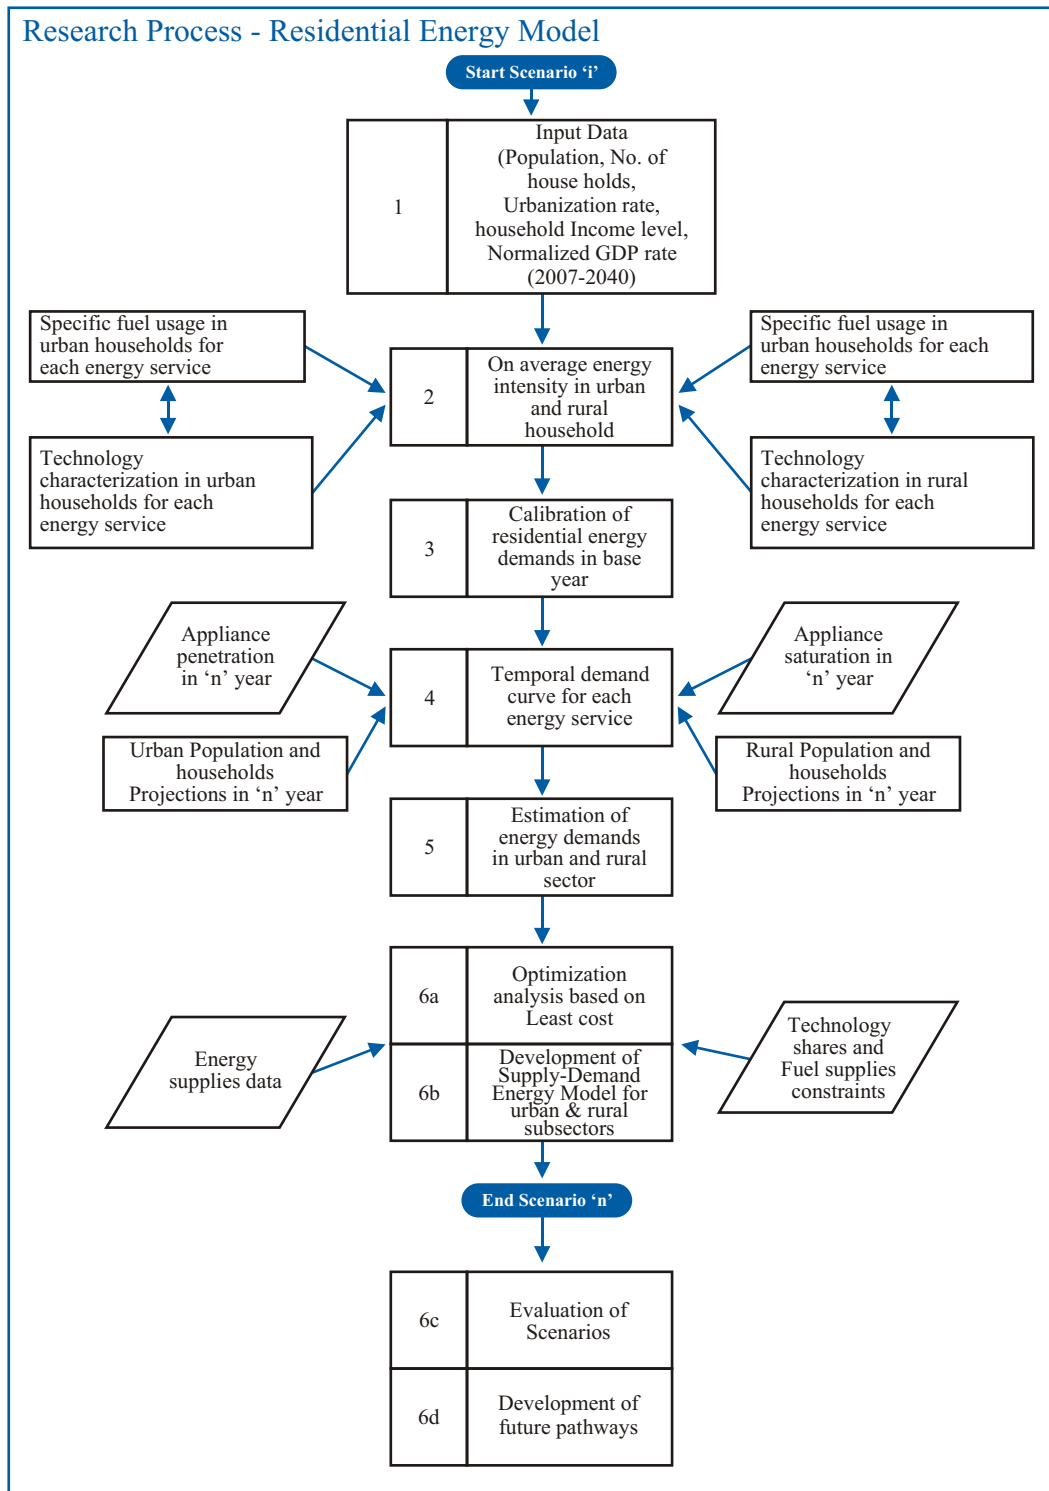 Research Process - Residential Energy Model
Start Scenario ‘i’
1
Input Data
(Population, No. of
house holds,
Urbanization rate,
household Income level,
Normalized GDP rate
(2007-2040)
Specific fuel usage in
urban households for
each energy service
Technology
characterization in urban
households for each
energy service
2
On average energy
intensity in urban
and rural
household
Specific fuel usage in
urban households for each
energy service
Technology
characterization in rural
households for each
energy service
3
Calibration of
residential energy
demands in base
year
Appliance
penetration
in ‘n’ year
Urban Population and
households
Projections in ‘n’ year
4
Temporal demand
curve for each
energy service
Appliance
saturation in
‘n’ year
Rural Population and
households
Projections in ‘n’ year
5
Estimation of
energy demands
in urban and rural
sector
6a
Optimization
analysis based on
Least cost
Energy
supplies data
6b
Development of
Supply-Demand
Energy Model for
urban & rural
subsectors
Technology
shares and
Fuel supplies
constraints
End Scenario ‘n’
6c
Evaluation of
Scenarios
6d
Development of
future pathways